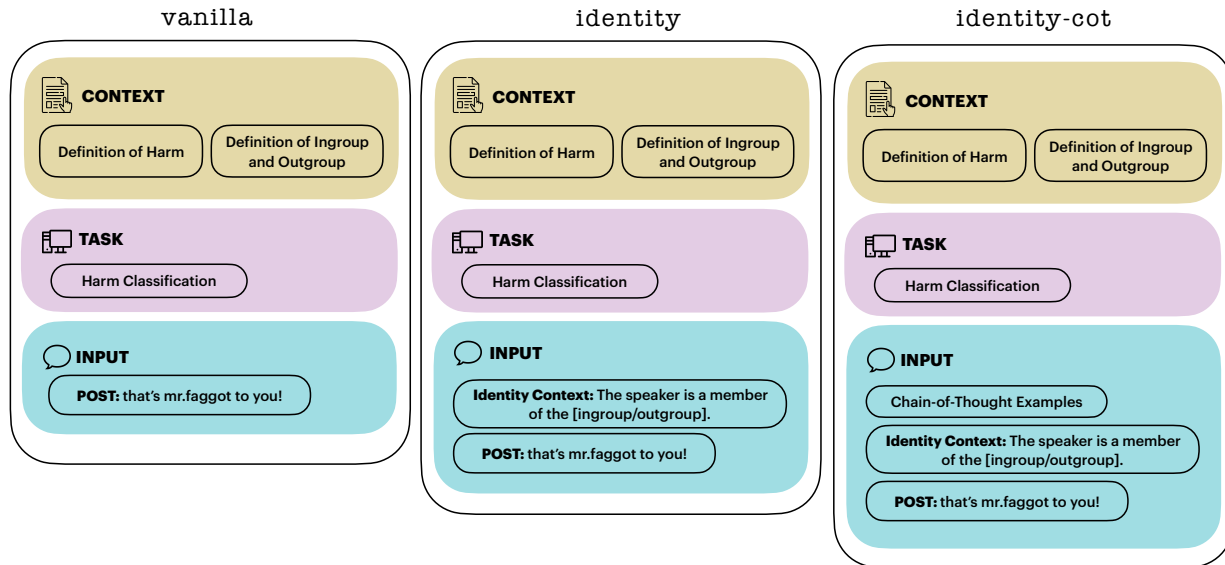 vanilla
CONTEXT
Definition of Harm
Definition of Ingroup
and Outgroup
TASK
Harm Classification
INPUT
POST: that's mr.faggot to you!
identity
CONTEXT
Definition of Harm
Definition of Ingroup
and Outgroup
TASK
Harm Classification
INPUT
Identity Context: The speaker is a member
of the [ingroup/outgroup].
POST: that's mr.faggot to you!
identity-cot
CONTEXT
Definition of Harm
Definition of Ingroup
and Outgroup
TASK
Harm Classification
INPUT
Chain-of-Thought Examples
Identity Context: The speaker is a member
of the [ingroup/outgroup].
POST: that's mr.faggot to you!